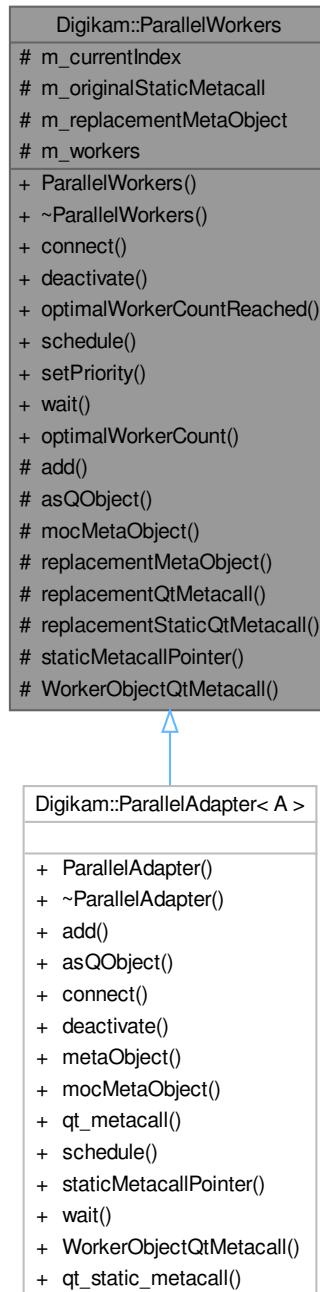 Digikam::ParallelWorkers
# m_currentIndex
# m_originalStaticMetacall
# m_replacementMetaObject
# m_workers
+ ParallelWorkers()
+ ~ParallelWorkers()
+ connect()
+ deactivate()
+ optimalWorkerCountReached()
+ schedule()
+ setPriority()
+ wait()
+ optimalWorkerCount()
# add()
# asQObject()
# mocMetaObject()
# replacementMetaObject()
# replacementQtMetacall()
# replacementStaticQtMetacall()
# staticMetacallPointer()
# WorkerObjectQtMetacall()
Digikam::ParallelAdapter< A >
+ ParallelAdapter()
+ ~ParallelAdapter()
+ add()
+ asQObject()
+ connect()
+ deactivate()
+ metaObject()
+ mocMetaObject()
+ qt_metacall()
+ schedule()
+ staticMetacallPointer()
+ wait()
+ WorkerObjectQtMetacall()
+ qt_static_metacall()